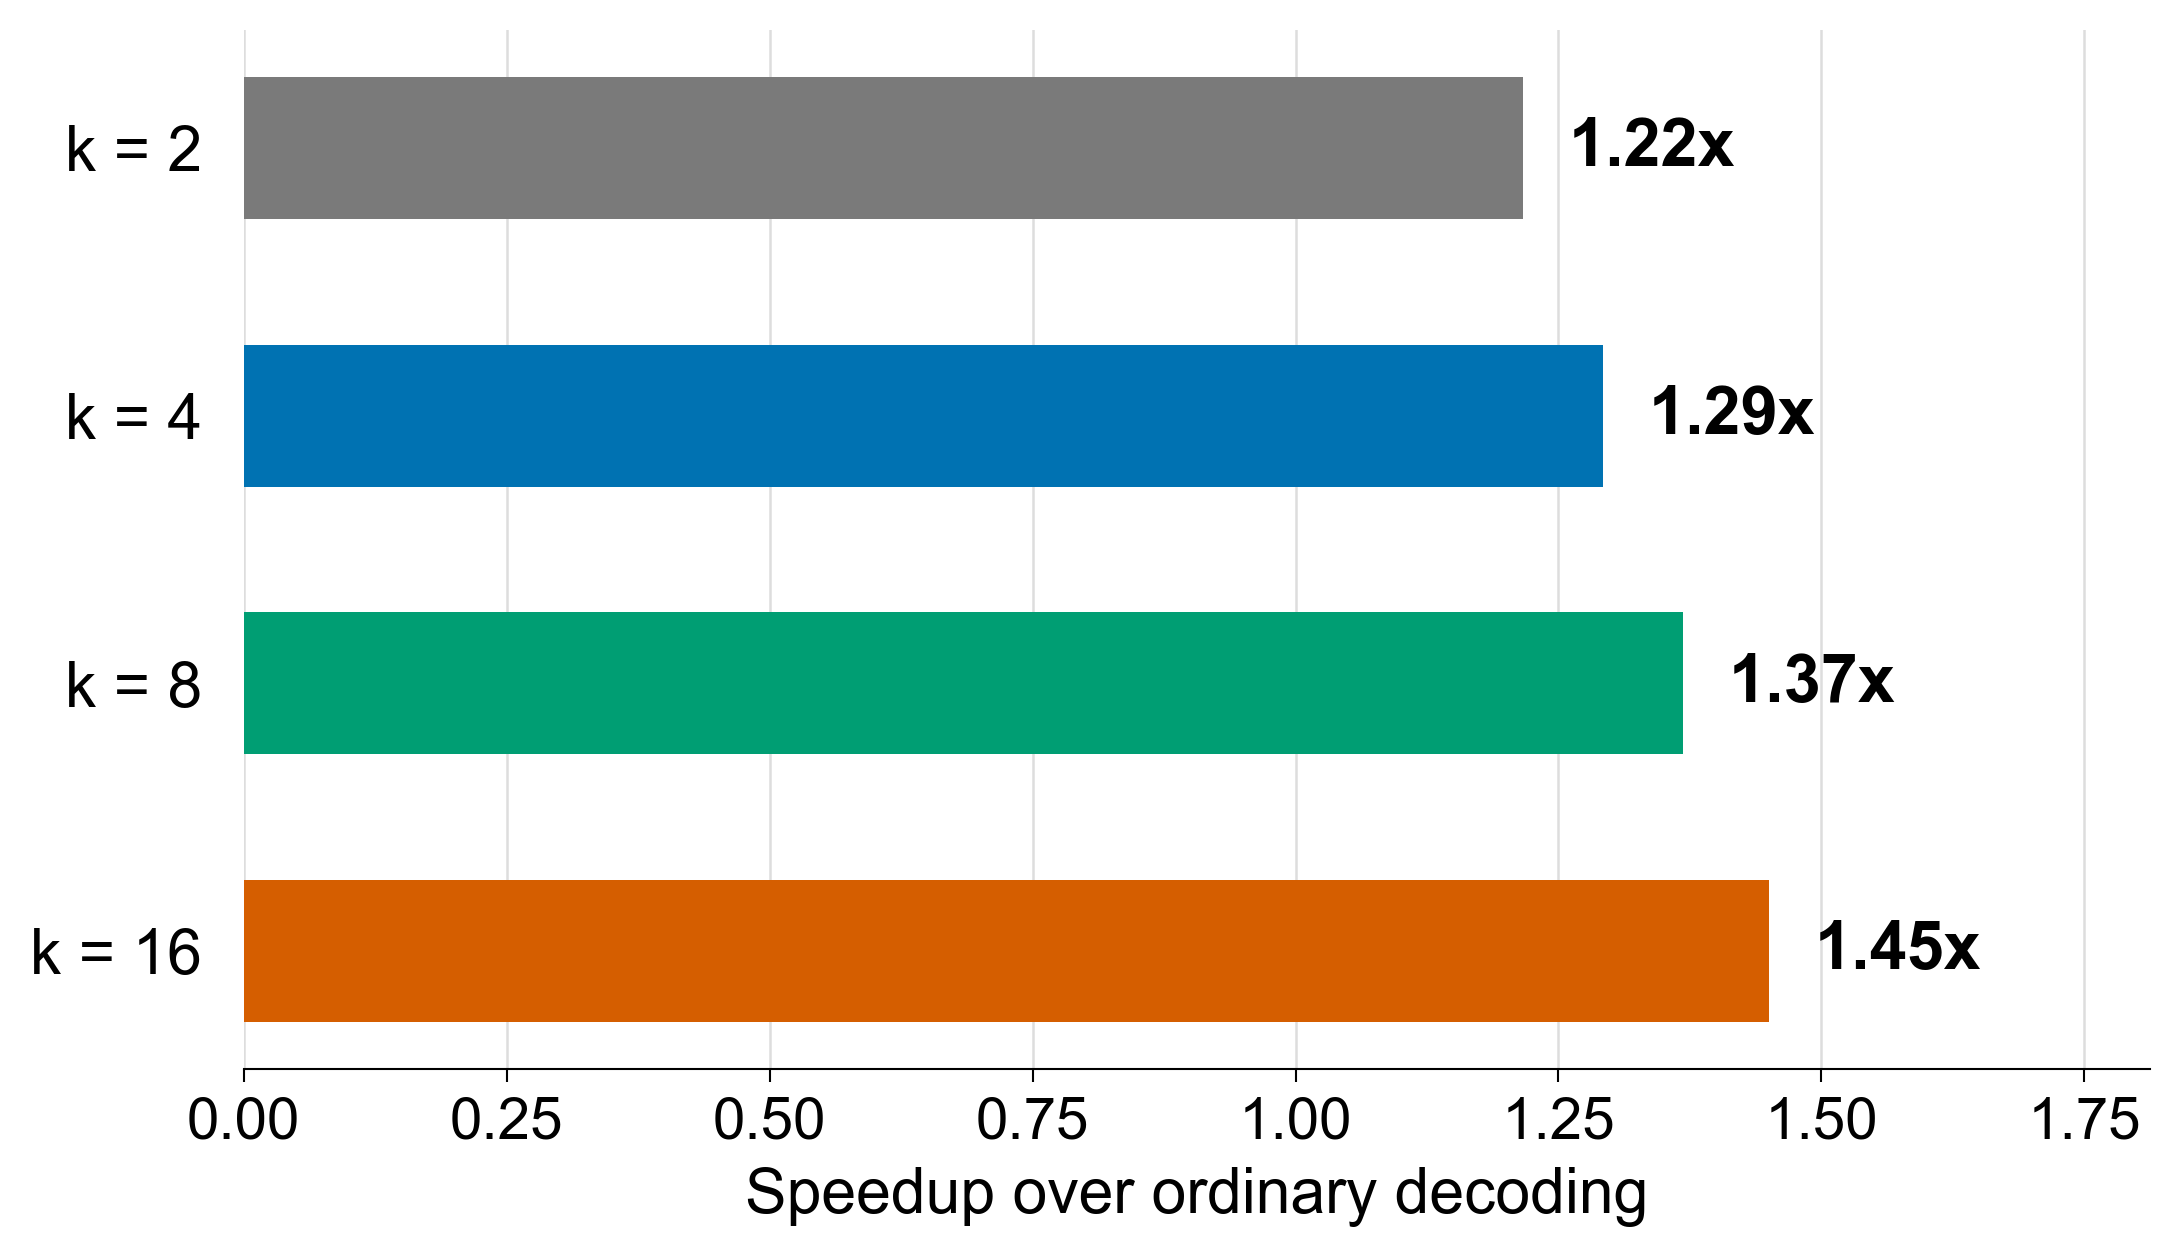 k = 2
1.22x
k = 4
1.29x
k = 8
1.37x
k = 16
1.45x
0.00 0.25 0.50 0.75 1.00 1.25 1.50 1.75
Speedup over ordinary decoding